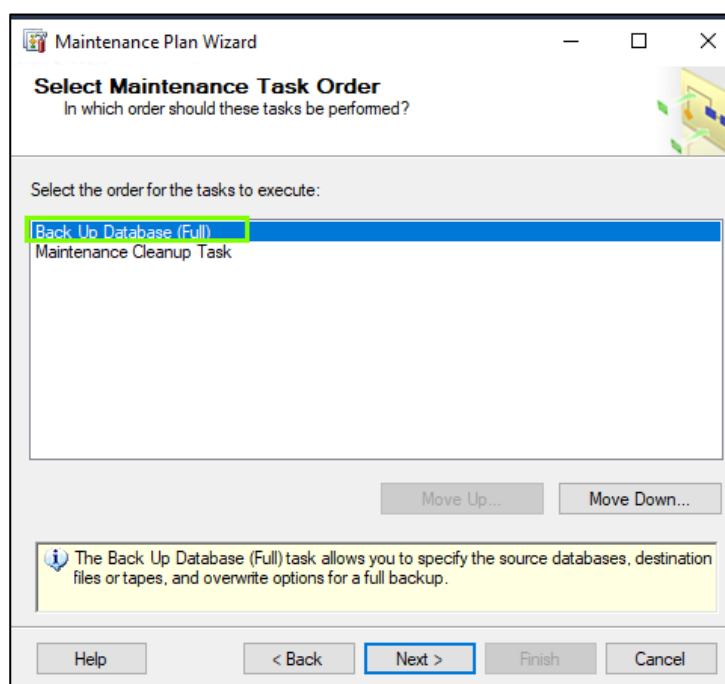 Maintenance Plan Wizard
Select Maintenance Task Order
In which order should these tasks be performed?
Select the order for the tasks to execute:
Back Up Database (Full)
Maintenance Cleanup Task
Move Up...
Move Down...
The Back Up Database (Full) task allows you to specify the source databases, destination
files or tapes, and overwrite options for a full backup.
Help
< Back
Next >
Finish
Cancel